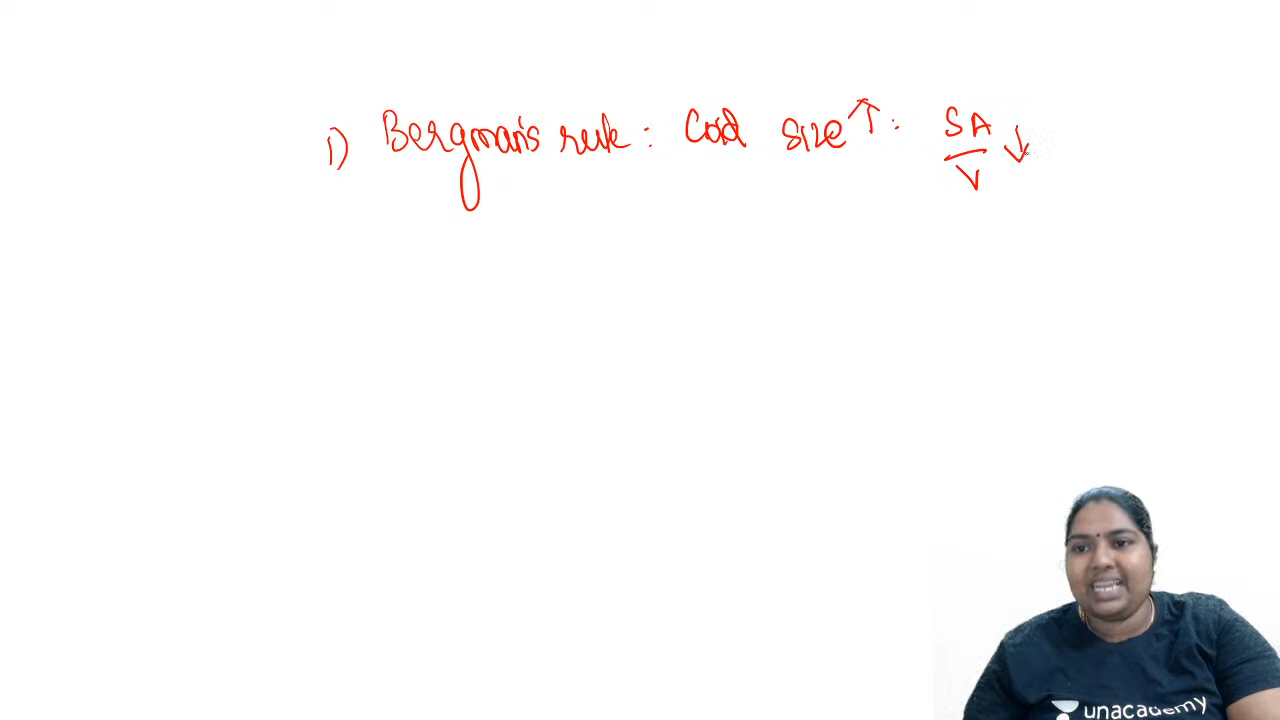 1) Bergman's rule : Cold size ↑ : SA/V ↓
unacademy